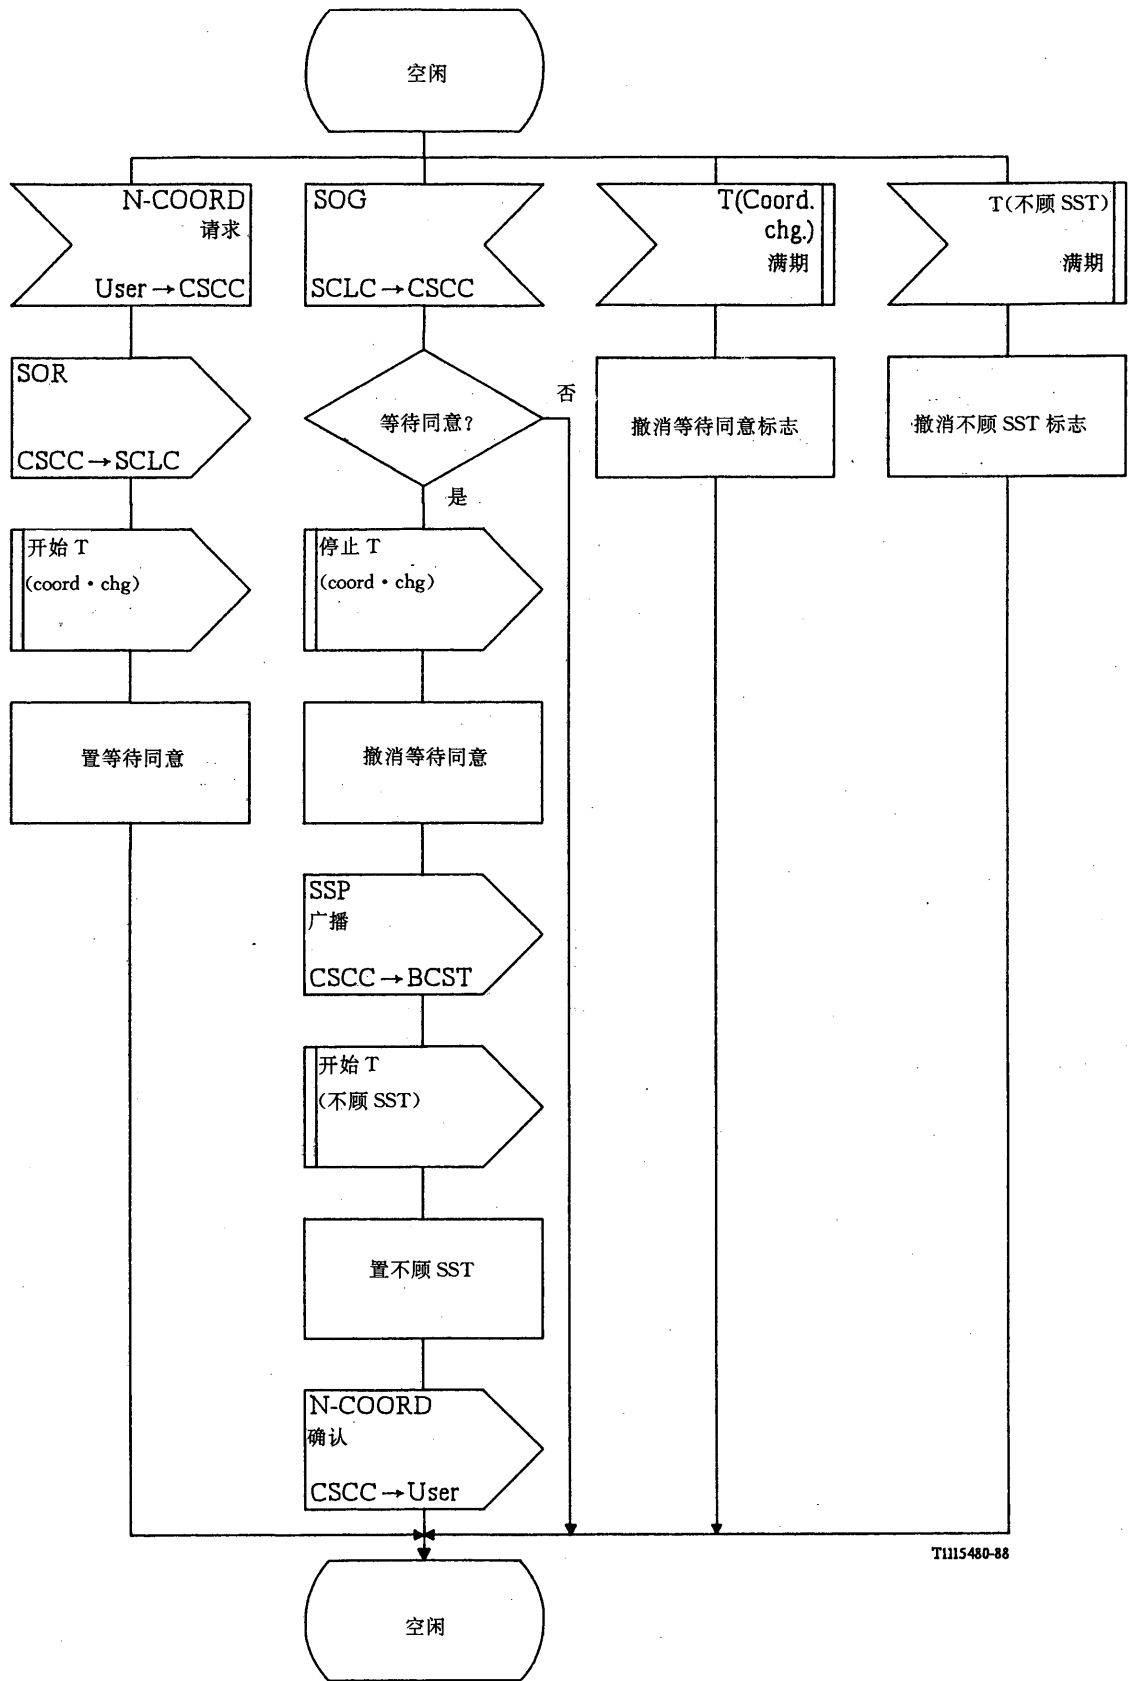 空闲
N-COORD
请求
User→CSCC
SOG
SCLC→CSCC
T(Coord.
chg.)
满期
T(不顾 SST)
满期
SOR
CSCC→SCLC
等待同意?
否
是
撤消等待同意标志
撤消不顾 SST 标志
开始 T
(coord·chg)
停止 T
(coord·chg)
置等待同意
撤消等待同意
SSP
广播
CSCC→BCST
开始 T
(不顾 SST)
置不顾 SST
N-COORD
确认
CSCC→User
T1115480-88
空闲